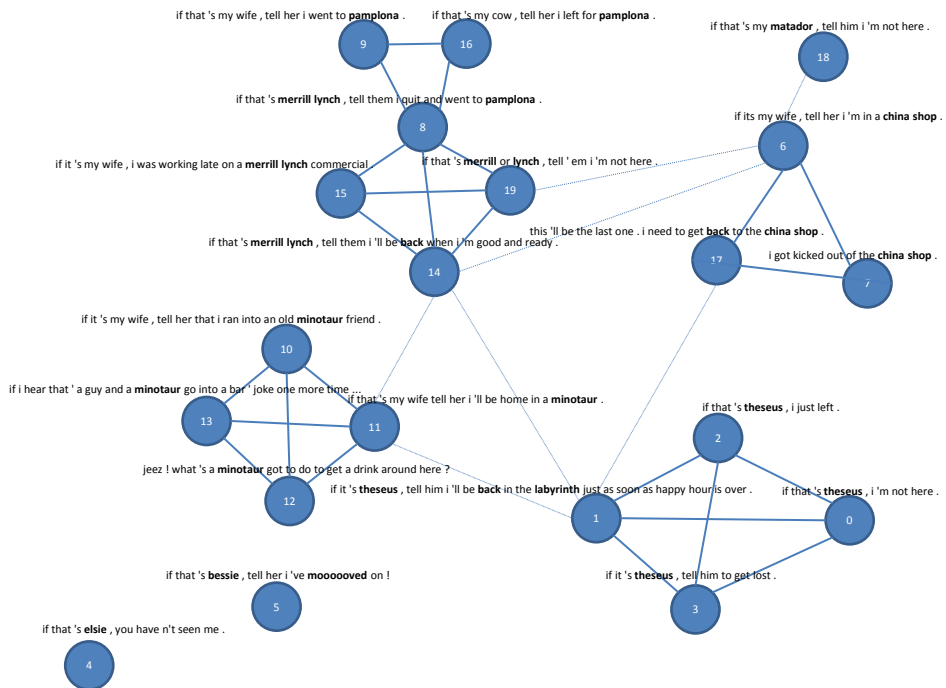 if that 's my wife , tell her i went to pamplona .
if that 's my cow , tell her i left for pamplona .
9
16
if that 's my matador , tell him i 'm not here .
18
if that 's merrill lynch , tell them i quit and went to pamplona .
8
if its my wife , tell her i 'm in a china shop .
6
if it's my wife , i was working late on a merrill lynch commercial .
15
if that 's merrill or lynch , tell ' em i 'm not here .
19
this 'll be the last one . i need to get back to the china shop .
17
if that 's merrill lynch , tell them i 'll be back when i 'm good and ready .
14
i got kicked out of the china shop .
7
if it 's my wife , tell her that i ran into an old minotaur friend .
10
if i hear that ' a guy and a minotaur go into a bar ' joke one more time ...
13
if that 's my wife tell her i 'll be home in a minotaur .
11
if that 's theseus , i just left .
2
jeez ! what 's a minotaur got to do to get a drink around here ?
12
if it 's theseus , tell him i 'll be back in the labyrinth just as soon as happy hour is over .
1
if that 's theseus , i 'm not here .
0
if that 's bessie , tell her i 've moooooved on !
5
if it 's theseus , tell him to get lost .
3
if that 's elsie , you have n't seen me .
4